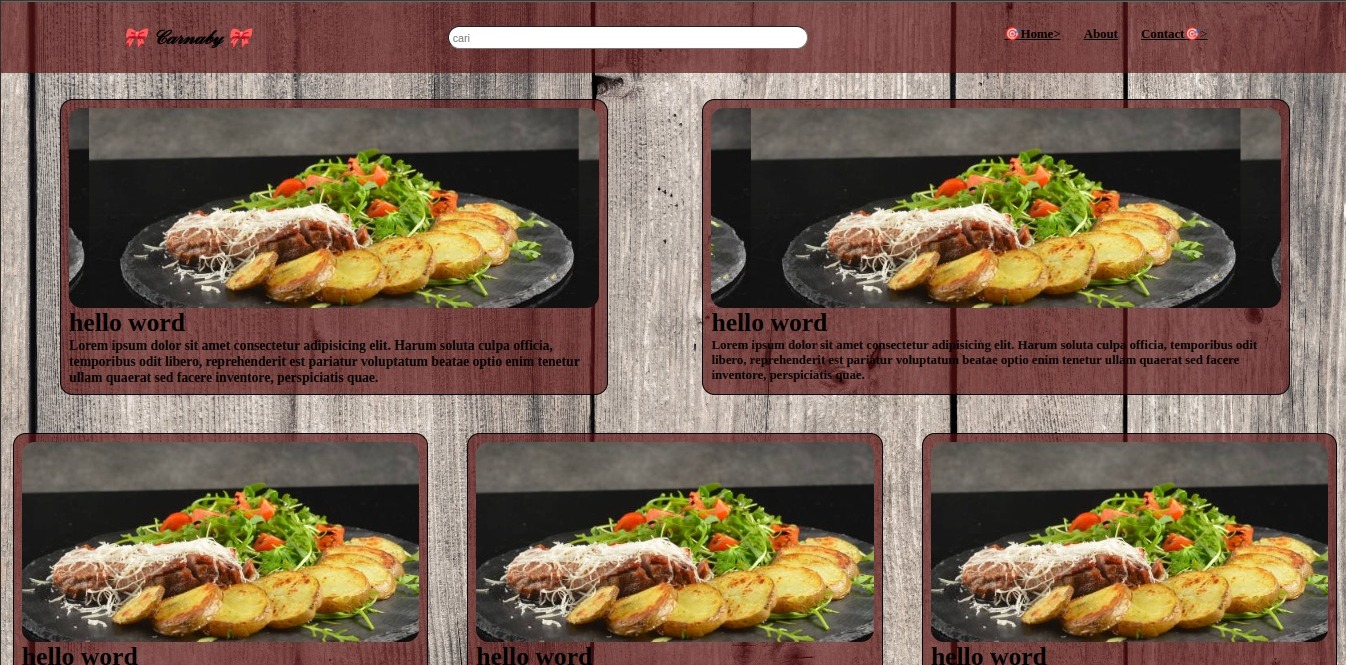 🎀 𝓒𝓪𝓻𝓷𝓪𝓫𝔂 🎀
cari
🎯Home>
About
Contact🎯>
hello word
Lorem ipsum dolor sit amet consectetur adipisicing elit. Harum soluta culpa officia,
temporibus odit libero, reprehenderit est pariatur voluptatum beatae optio enim tenetur
ullam quaerat sed facere inventore, perspiciatis quae.
hello word
Lorem ipsum dolor sit amet consectetur adipisicing elit. Harum soluta culpa officia, temporibus odit
libero, reprehenderit est pariatur voluptatum beatae optio enim tenetur ullam quaerat sed facere
inventore, perspiciatis quae.
hello word
hello word
hello word